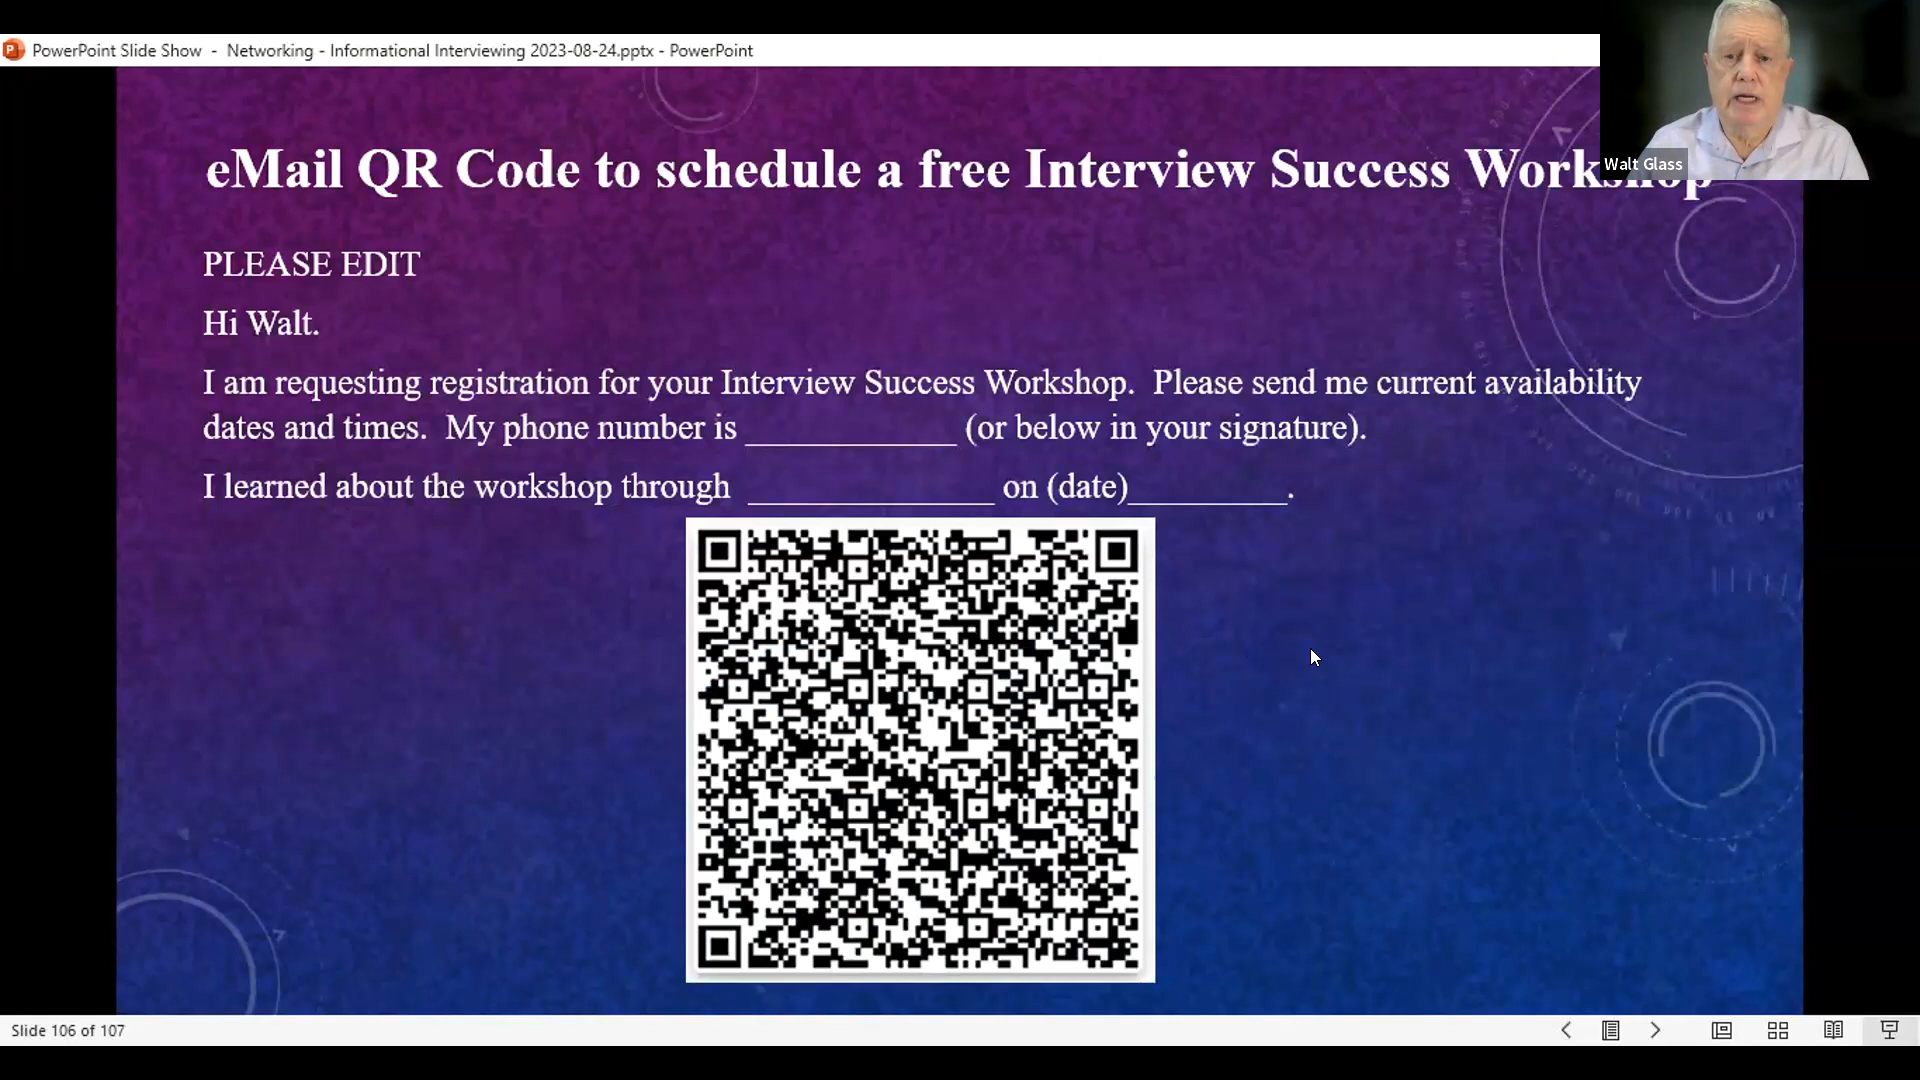 PowerPoint Slide Show - Networking - Informational Interviewing 2023-08-24.pptx - PowerPoint
Walt Glass
eMail QR Code to schedule a free Interview Success Workshop
PLEASE EDIT
Hi Walt.
I am requesting registration for your Interview Success Workshop. Please send me current availability
dates and times. My phone number is ____________ (or below in your signature).
I learned about the workshop through ______________ on (date)_________.
Slide 106 of 107